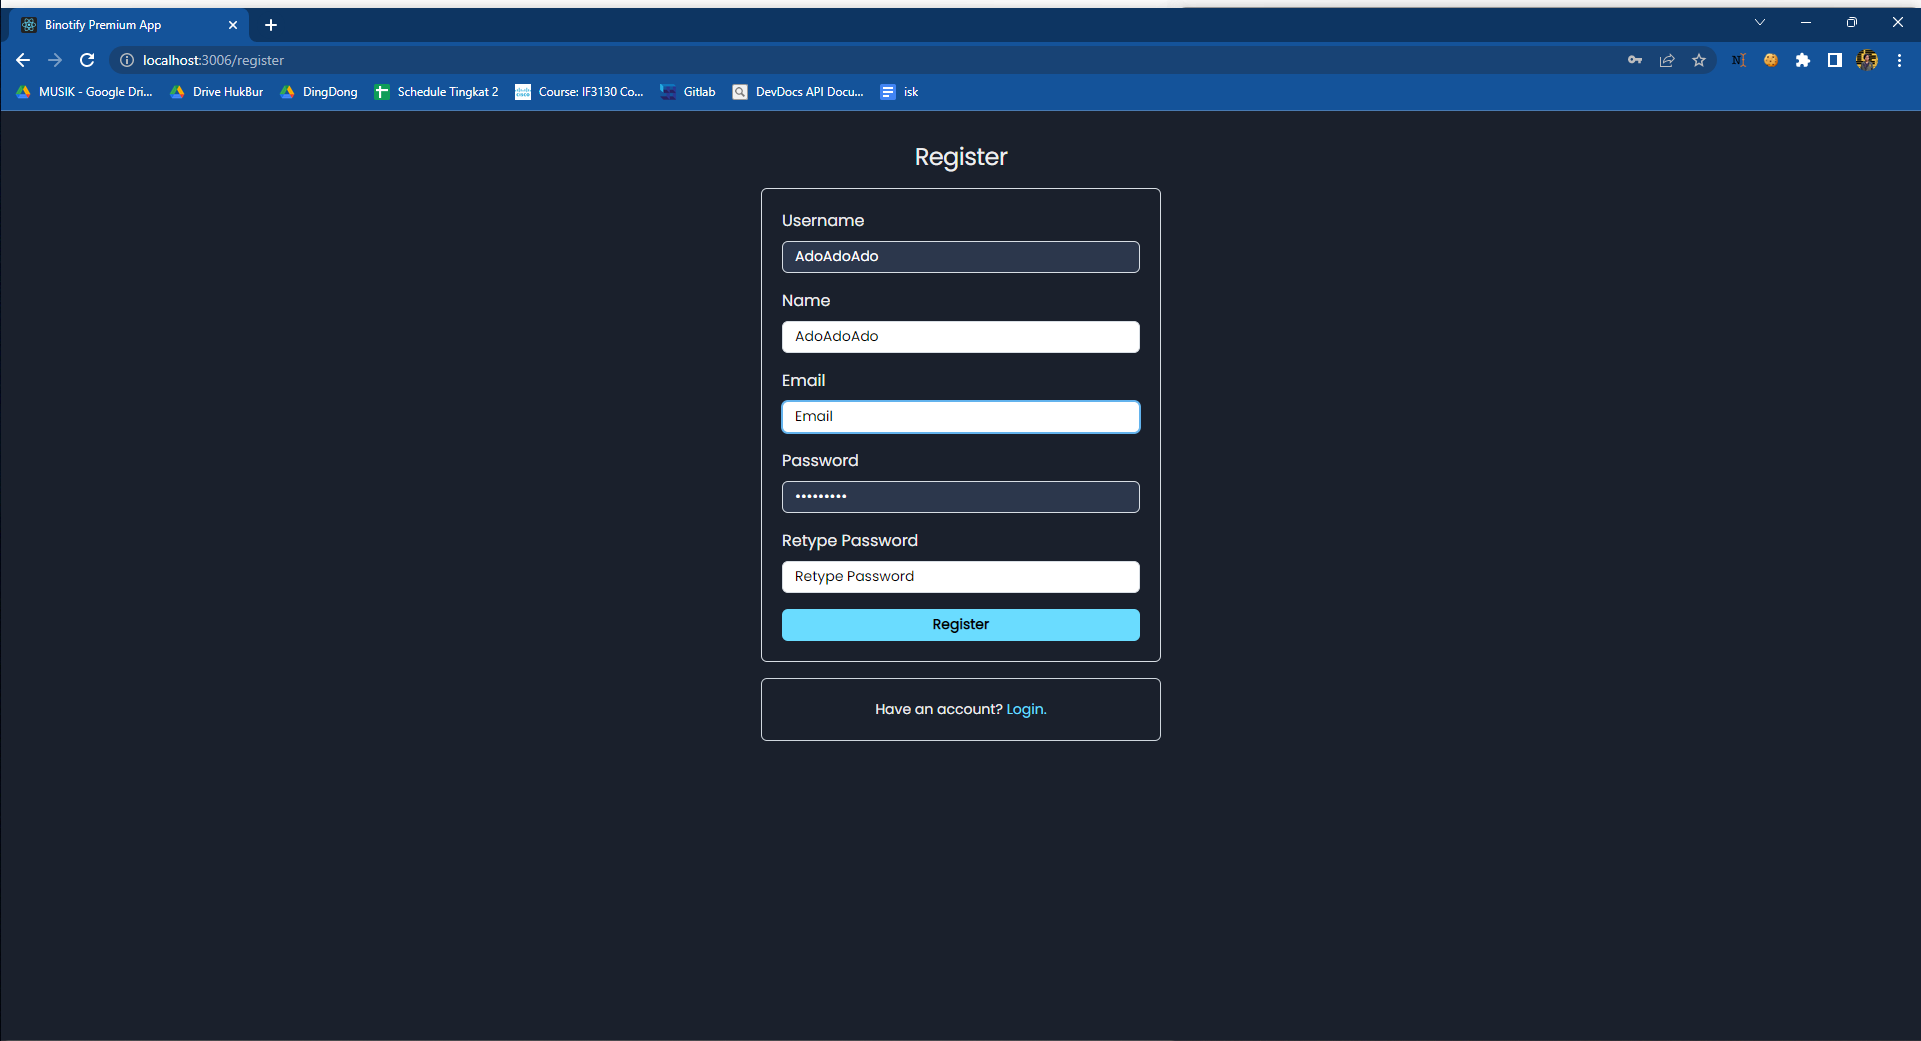 Binotify Premium App
localhost:3006/register
MUSIK - Google Dri... Drive HukBur DingDong Schedule Tingkat 2 Course: IF3130 Co... Gitlab DevDocs API Docu... isk
Register
Username
AdoAdoAdo
Name
AdoAdoAdo
Email
Email
Password
•••••••••
Retype Password
Retype Password
Register
Have an account? Login.